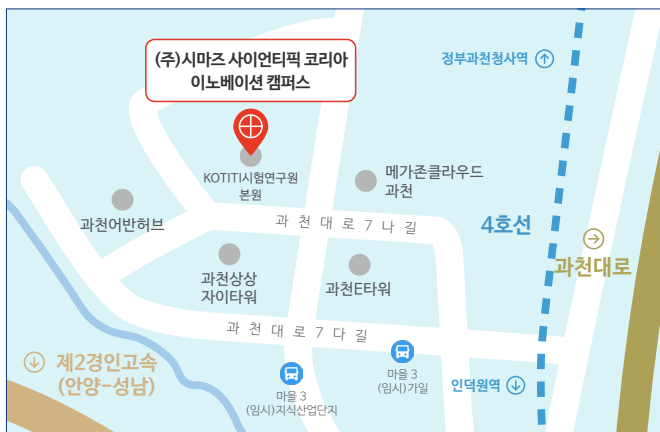 (주)시마즈 사이언티픽 코리아
이노베이션 캠퍼스
정부과천청사역
KOTITI시험연구원
본원
메가존클라우드
과천
과천어반허브
과천대로7나길
4호선
과천대로
과천상상
자이타워
과천E타워
과천대로7다길
제2경인고속
(안양-성남)
마을 3
(임시)가일
인덕원역
마을 3
(임시)지식산업단지